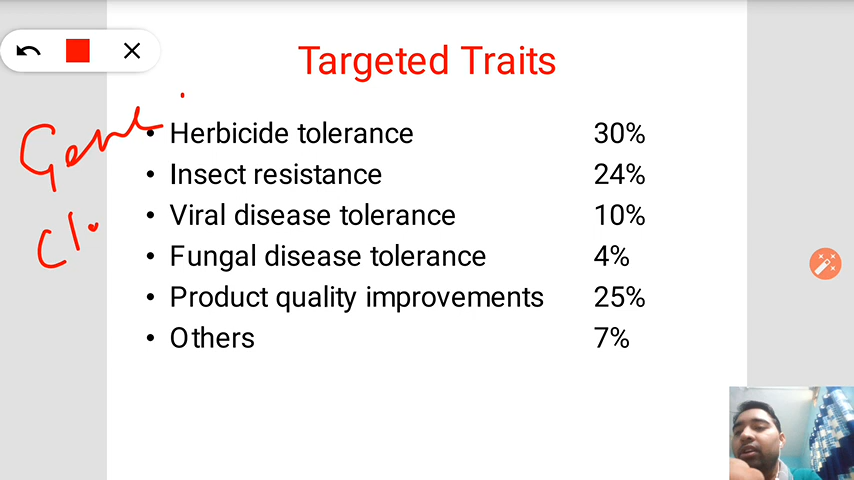 Targeted Traits
Gene
• Herbicide tolerance 30%
• Insect resistance 24%
• Viral disease tolerance 10%
• Fungal disease tolerance 4%
• Product quality improvements 25%
• Others 7%